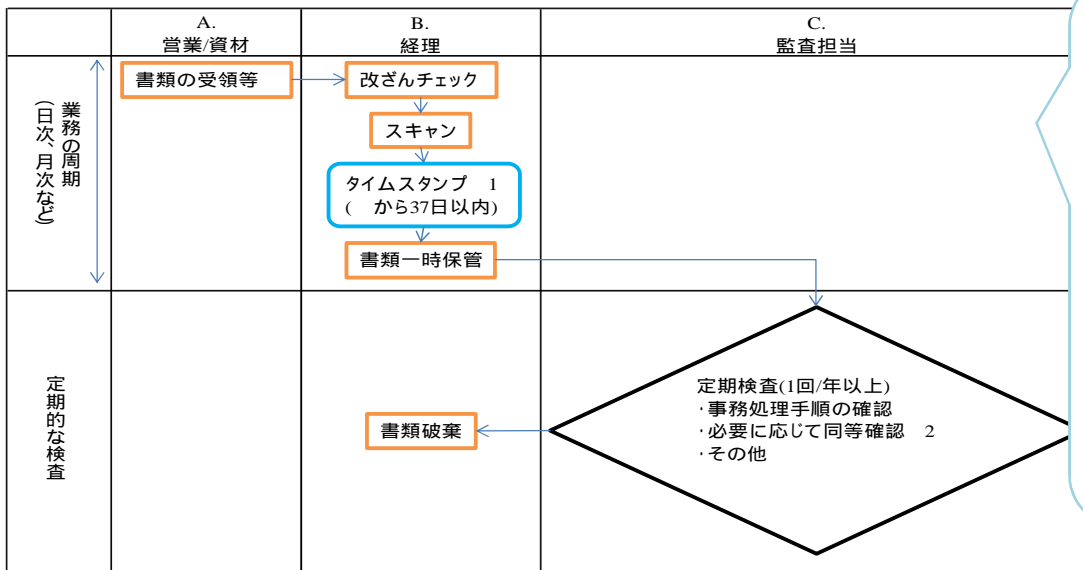 A.
営業/資材
B.
経理
C.
監査担当
業務の周期
(日次、月次など)
書類の受領等
改ざんチェック
スキャン
タイムスタンプ 1
( から37日以内)
書類一時保管
定期的な検査
書類破棄
定期検査(1回/年以上)
・事務処理手順の確認
・必要に応じて同等確認 2
・その他